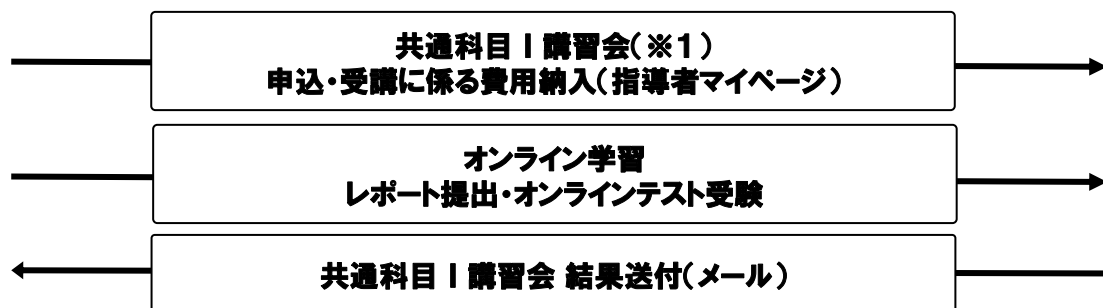 共通科目Ⅰ講習会(※1)
申込・受講に係る費用納入(指導者マイページ)
オンライン学習
レポート提出・オンラインテスト受験
共通科目Ⅰ講習会 結果送付(メール)